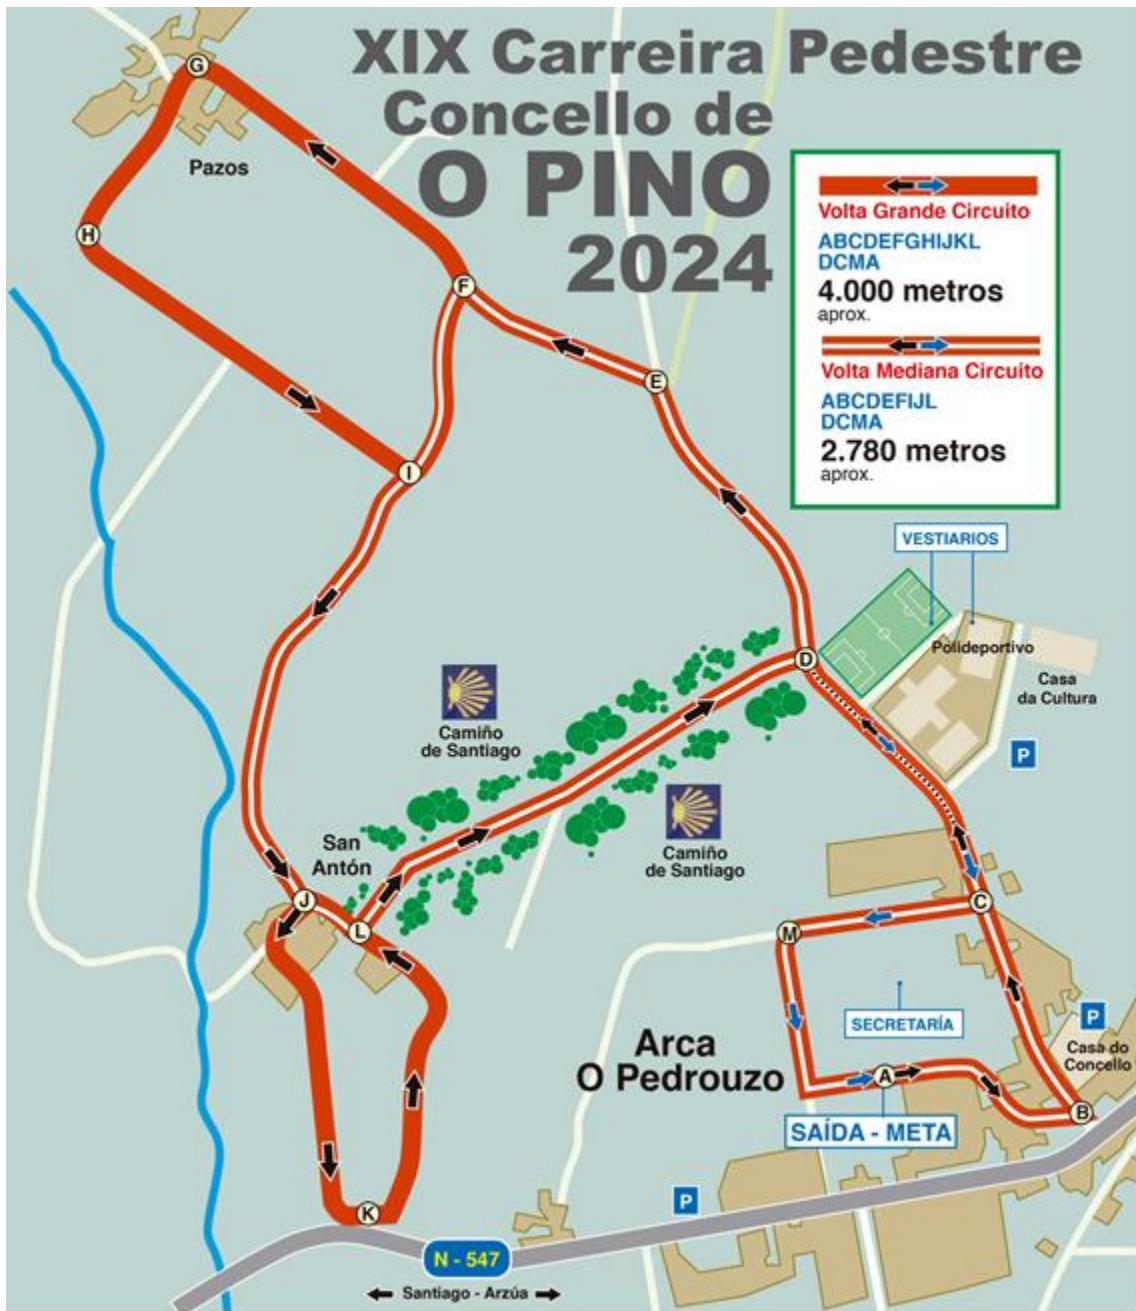 XIX Carreira Pedestre
Concello de
O PINO
2024
G
Pazos
H
F
E
I
D
Volta Grande Circuito
ABCDEFGHIJKL
DCMA
4.000 metros
aprox.
Volta Mediana Circuito
ABCDEFIJL
DCMA
2.780 metros
aprox.
VESTIARIOS
Polideportivo
Casa
da Cultura
P
Camiño
de Santiago
Camiño
de Santiago
San
Antón
J
L
C
M
SECRETARÍA
P
Casa do
Concello
Arca
O Pedrouzo
A
B
SAÍDA - META
P
K
N - 547
Santiago - Arzúa